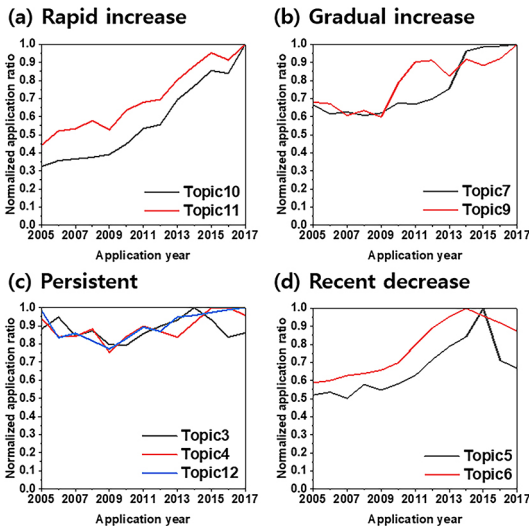 (a) Rapid increase
Normalized application ratio
1.0
0.9
0.8
0.7
0.6
0.5
0.4
0.3
0.2
0.1
0.0
Topic10
Topic11
2005 2007 2009 2011 2013 2015 2017
Application year
(b) Gradual increase
Normalized application ratio
1.0
0.9
0.8
0.7
0.6
0.5
0.4
0.3
0.2
0.1
0.0
Topic7
Topic9
2005 2007 2009 2011 2013 2015 2017
Application year
(c) Persistent
Normalized application ratio
1.0
0.9
0.8
0.7
0.6
0.5
0.4
0.3
0.2
0.1
0.0
Topic3
Topic4
Topic12
2005 2007 2009 2011 2013 2015 2017
Application year
(d) Recent decrease
Normalized application ratio
1.0
0.9
0.8
0.7
0.6
0.5
0.4
0.3
0.2
0.1
0.0
Topic5
Topic6
2005 2007 2009 2011 2013 2015 2017
Application year